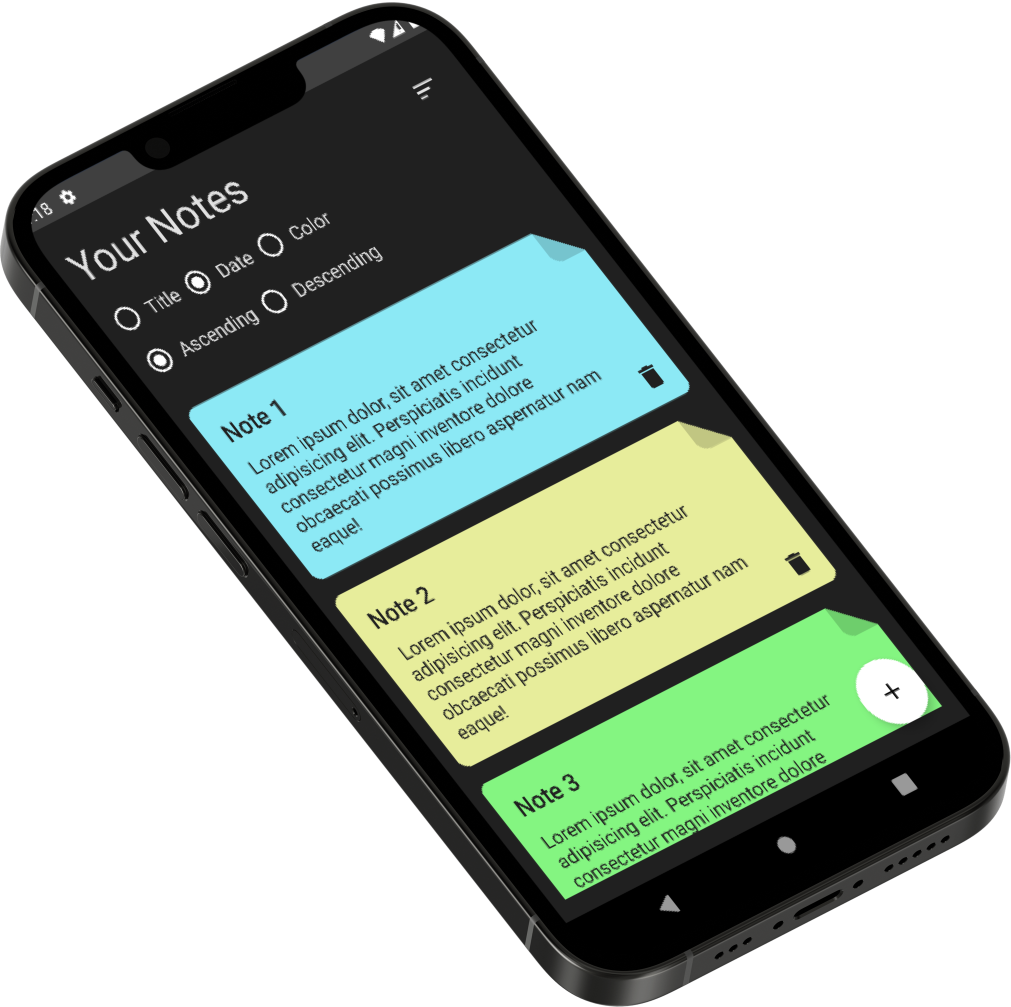 :18
Your Notes
Title Date Color
Ascending Descending
Note 1
Lorem ipsum dolor, sit amet consectetur
adipisicing elit. Perspiciatis incidunt
consectetur magni inventore dolore
obcaecati possimus libero aspernatur nam
eaque!
Note 2
Lorem ipsum dolor, sit amet consectetur
adipisicing elit. Perspiciatis incidunt
consectetur magni inventore dolore
obcaecati possimus libero aspernatur nam
eaque!
Note 3
Lorem ipsum dolor, sit amet consectetur
adipisicing elit. Perspiciatis incidunt
consectetur magni inventore dolore